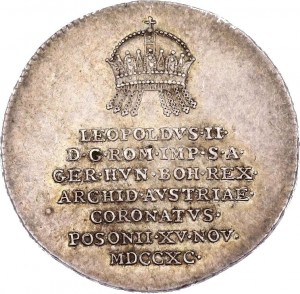 LEOPOLDVS·II·
D·G·ROM·IMP·S·A·
GER·HVN·BOH·REX·
ARCHID·AVSTRIAE·
CORONATVS·
POSONII·XV·NOV·
MDCCXC·